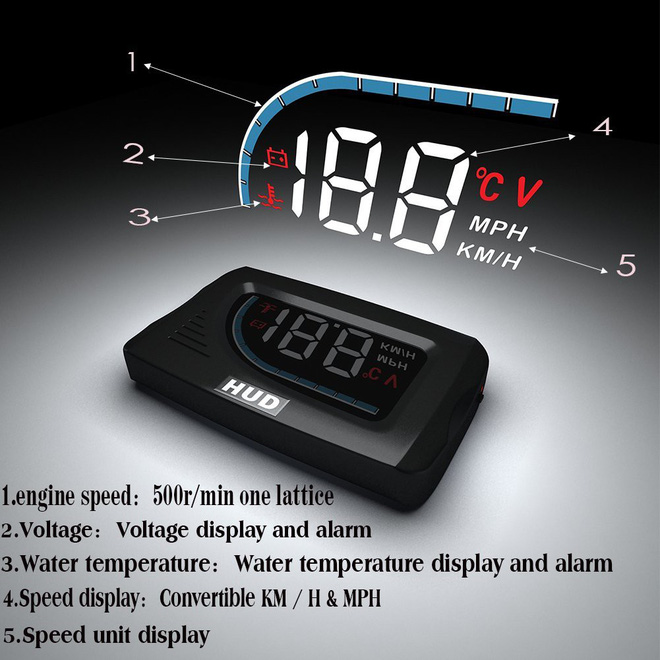 1
2
3
4
18.8
°C V
MPH
KM/H
5
188
KM/H
MPH
°C V
HUD
1.engine speed： 500r/min one lattice
2.Voltage： Voltage display and alarm
3.Water temperature： Water temperature display and alarm
4.Speed display： Convertible KM / H & MPH
5.Speed unit display